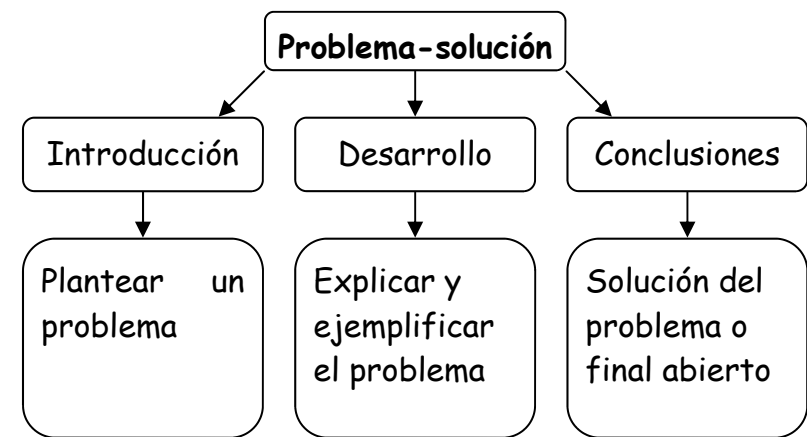 Problema-solución
Introducción
Desarrollo
Conclusiones
Plantear un
problema
Explicar y
ejemplificar
el problema
Solución del
problema o
final abierto